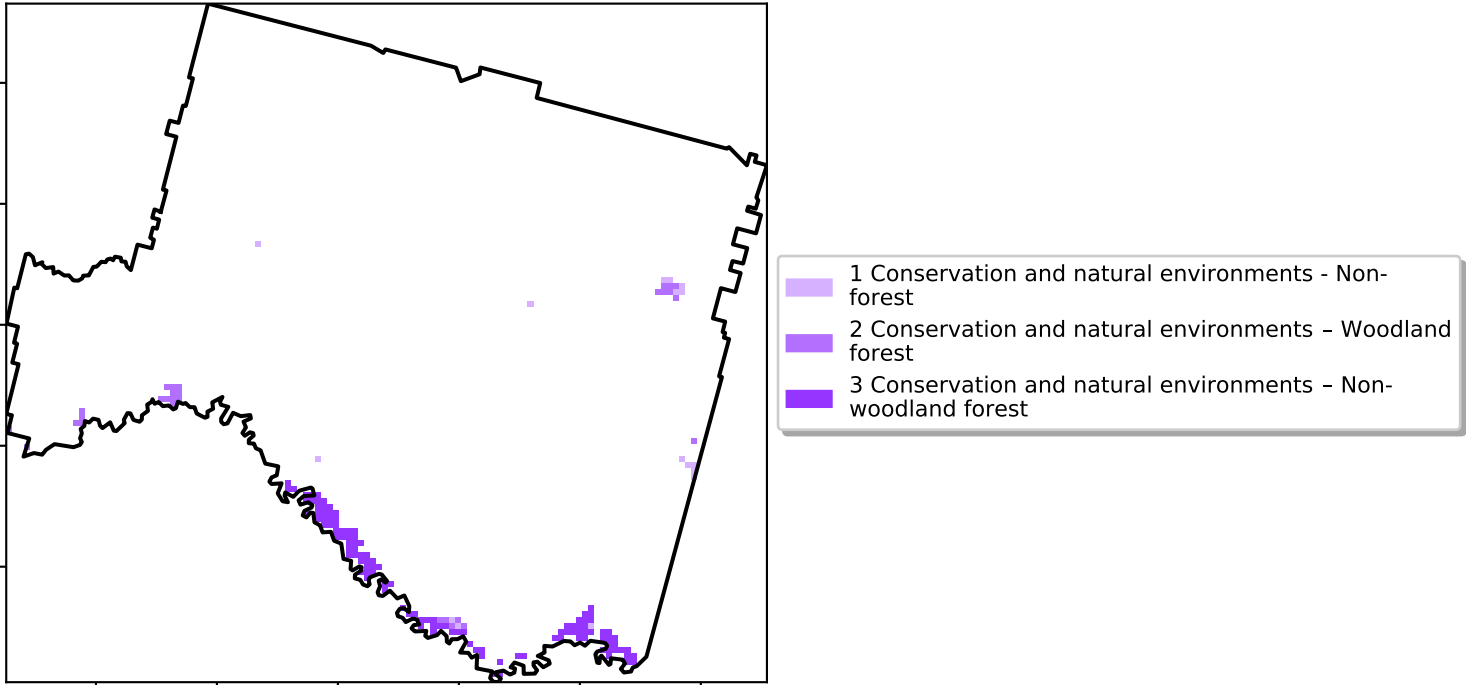 1 Conservation and natural environments - Non-
forest
2 Conservation and natural environments – Woodland
forest
3 Conservation and natural environments – Non-
woodland forest